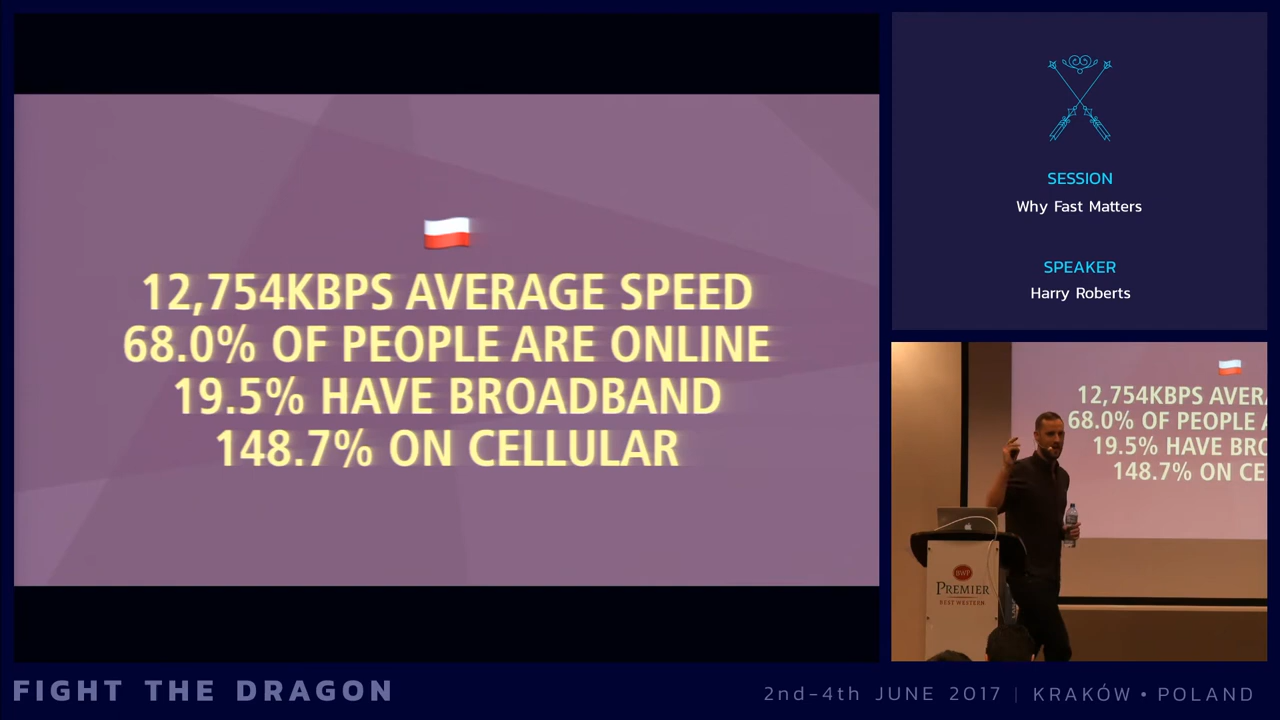 12,754KBPS AVERAGE SPEED
68.0% OF PEOPLE ARE ONLINE
19.5% HAVE BROADBAND
148.7% ON CELLULAR
SESSION
Why Fast Matters
SPEAKER
Harry Roberts
12,754KBPS AVERA
68.0% OF PEOPLE A
19.5% HAVE BRO
148.7% ON CE
BWP
PREMIER
BEST WESTERN
FIGHT THE DRAGON
2nd-4th JUNE 2017 | KRAKÓW • POLAND